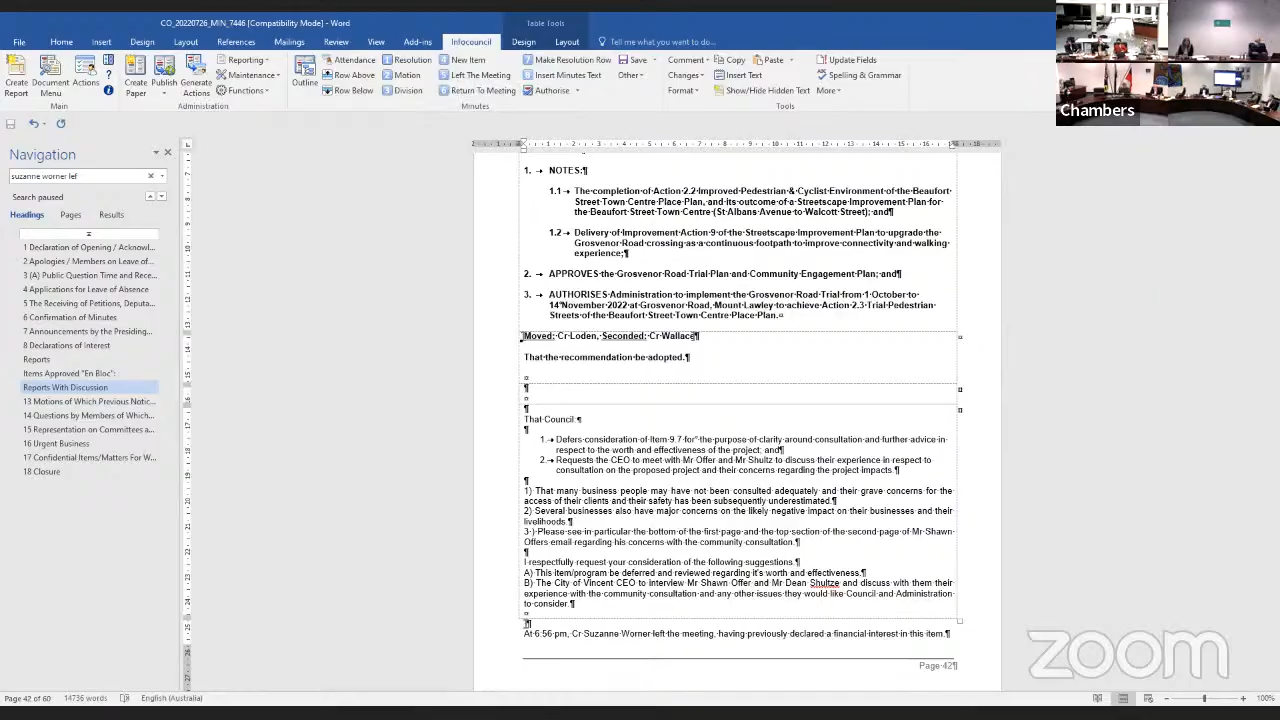 CO_20220726_MIN_7446 [Compatibility Mode] - Word
Table Tools
File Home Insert Draw Layout References Mailings Review View Add-ins Infocouncil Design Layout Tell me what you want to do...
Create Report
Document Menu
Actions
Main
Create Paper
Publish
Generate Actions
Reporting
Maintenance
Functions
Administration
Outline
Attendance
Row Above
Row Below
1 Resolution
2 Motion
3 Division
4 New Item
5 Left The Meeting
6 Return To Meeting
7 Make Resolution Row
8 Insert Minutes Text
9 Authorise
Save
Other
Minutes
Comment
Changes
Format
Copy
Paste
Insert Text
Show/Hide Hidden Text
Update Fields
Spelling & Grammar
More
Tools
Chambers
Navigation
suzanne worner lef
Search paused
Headings Pages Results
1 Declaration of Opening / Acknowl...
2 Apologies / Members on Leave of...
3 (A) Public Question Time and Rece...
4 Applications for Leave of Absence
5 The Receiving of Petitions, Deputa...
6 Confirmation of Minutes
7 Announcements by the Presiding...
8 Declarations of Interest
Reports
Items Approved "En Bloc":
Reports With Discussion
13 Motions of Which Previous Notic...
14 Questions by Members of Which...
15 Representation on Committees a...
16 Urgent Business
17 Confidential Items/Matters For W...
18 Closure
1. NOTES:
1.1 The completion of Action 2.2 Improved Pedestrian & Cyclist Environment of the Beaufort
Street Town Centre Place Plan, and its outcome of a Streetscape Improvement Plan for
the Beaufort Street Town Centre (St Albans Avenue to Walcott Street); and
1.2 Delivery of Improvement Action 9 of the Streetscape Improvement Plan to upgrade the
Grosvenor Road crossing as a continuous footpath to improve connectivity and walking
experience;
2. APPROVES the Grosvenor Road Trial Plan and Community Engagement Plan; and
3. AUTHORISES Administration to implement the Grosvenor Road Trial from 1 October to
14 November 2022 at Grosvenor Road, Mount Lawley to achieve Action 2.3 Trial Pedestrian
Streets of the Beaufort Street Town Centre Place Plan.
Moved: Cr Loden, Seconded: Cr Wallace
That the recommendation be adopted.
That Council:
1. Defers consideration of Item 9.7 for the purpose of clarity around consultation and further advice in
respect to the worth and effectiveness of the project; and
2. Requests the CEO to meet with Mr Offer and Mr Shultz to discuss their experience in respect to
consultation on the proposed project and their concerns regarding the project impacts.
1) That many business people may have not been consulted adequately and their grave concerns for the
access of their clients and their safety has been subsequently underestimated.
2) Several businesses also have major concerns on the likely negative impact on their businesses and their
livelihoods.
3.) Please see in particular the bottom of the first page and the top section of the second page of Mr Shawn
Offers email regarding his concerns with the community consultation.
I respectfully request your consideration of the following suggestions.
A) This item/program be deferred and reviewed regarding it's worth and effectiveness.
B) The City of Vincent CEO to interview Mr Shawn Offer and Mr Dean Shultze and discuss with them their
experience with the community consultation and any other issues they would like Council and Administration
to consider.
At 6:56 pm, Cr Suzanne Worner left the meeting, having previously declared a financial interest in this item.
Page 42
zoom
Page 42 of 60 14736 words English (Australia) 100%